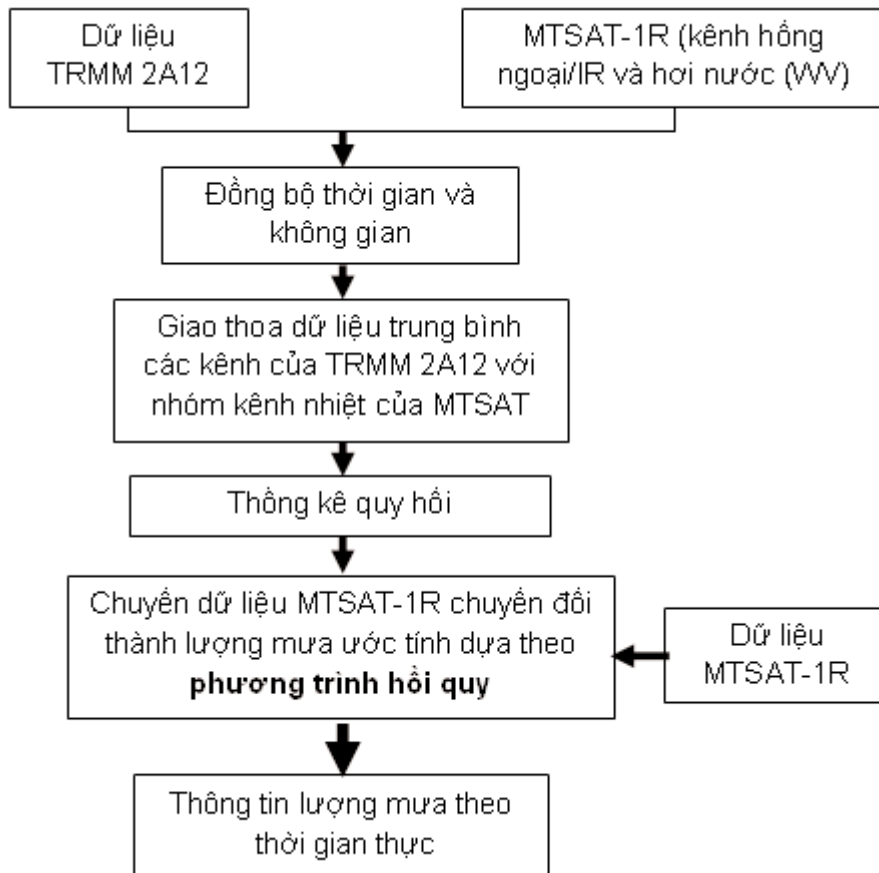 Dữ liệu
TRMM 2A12
MTSAT-1R (kênh hồng
ngoại/IR và hơi nước (WV)
Đồng bộ thời gian và
không gian
Giao thoa dữ liệu trung bình
các kênh của TRMM 2A12 với
nhóm kênh nhiệt của MTSAT
Thống kê quy hồi
Chuyển dữ liệu MTSAT-1R chuyển đổi
thành lượng mưa ước tính dựa theo
phương trình hồi quy
Dữ liệu
MTSAT-1R
Thông tin lượng mưa theo
thời gian thực